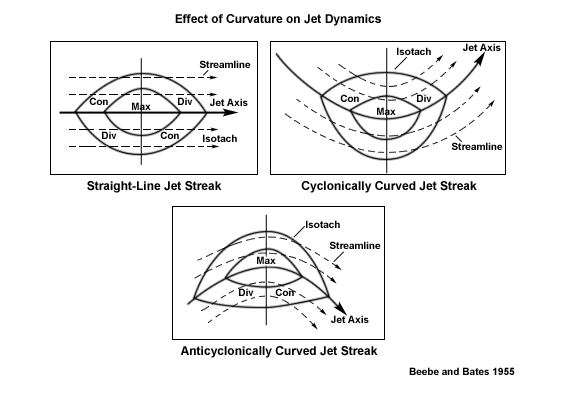 Effect of Curvature on Jet Dynamics
Streamline
Con
Div
Max
Jet Axis
Div
Con
Isotach
Straight-Line Jet Streak
Isotach
Jet Axis
Con
Div
Max
Streamline
Cyclonically Curved Jet Streak
Isotach
Streamline
Max
Div
Con
Jet Axis
Anticyclonically Curved Jet Streak
Beebe and Bates 1955